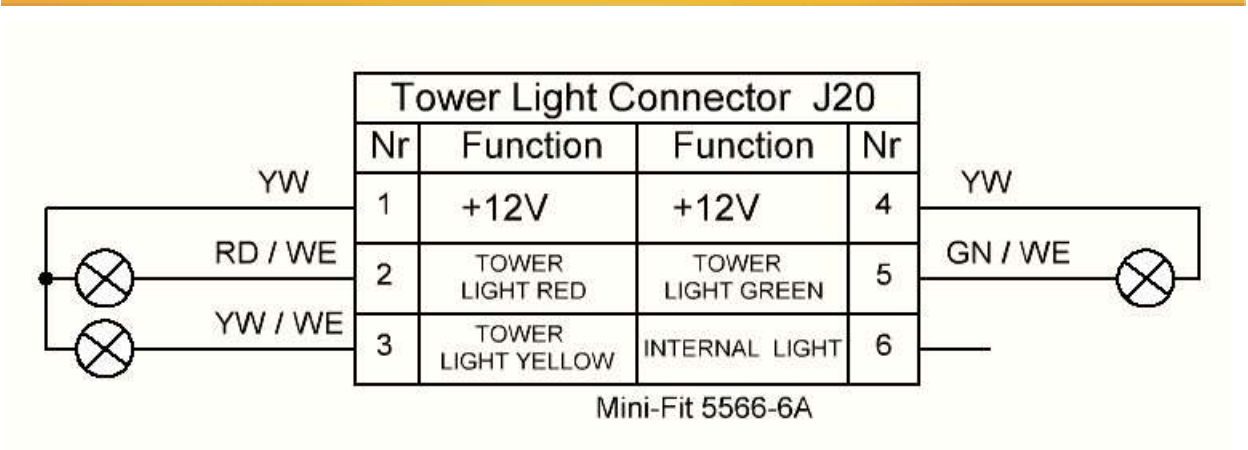 Tower Light Connector J20
Nr Function Function Nr
YW 1 +12V +12V 4 YW
RD / WE 2 TOWER LIGHT RED TOWER LIGHT GREEN 5 GN / WE
YW / WE 3 TOWER LIGHT YELLOW INTERNAL LIGHT 6
Mini-Fit 5566-6A